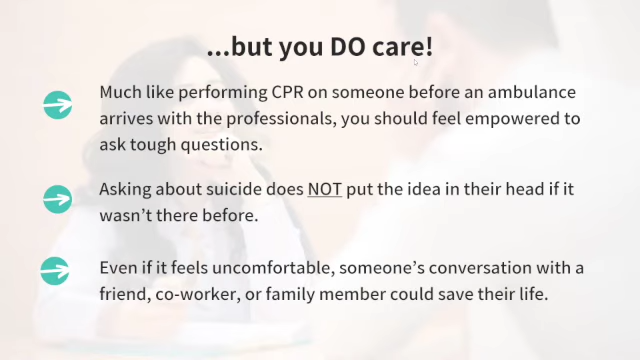 ...but you DO care!
Much like performing CPR on someone before an ambulance
arrives with the professionals, you should feel empowered to
ask tough questions.
Asking about suicide does NOT put the idea in their head if it
wasn’t there before.
Even if it feels uncomfortable, someone’s conversation with a
friend, co-worker, or family member could save their life.